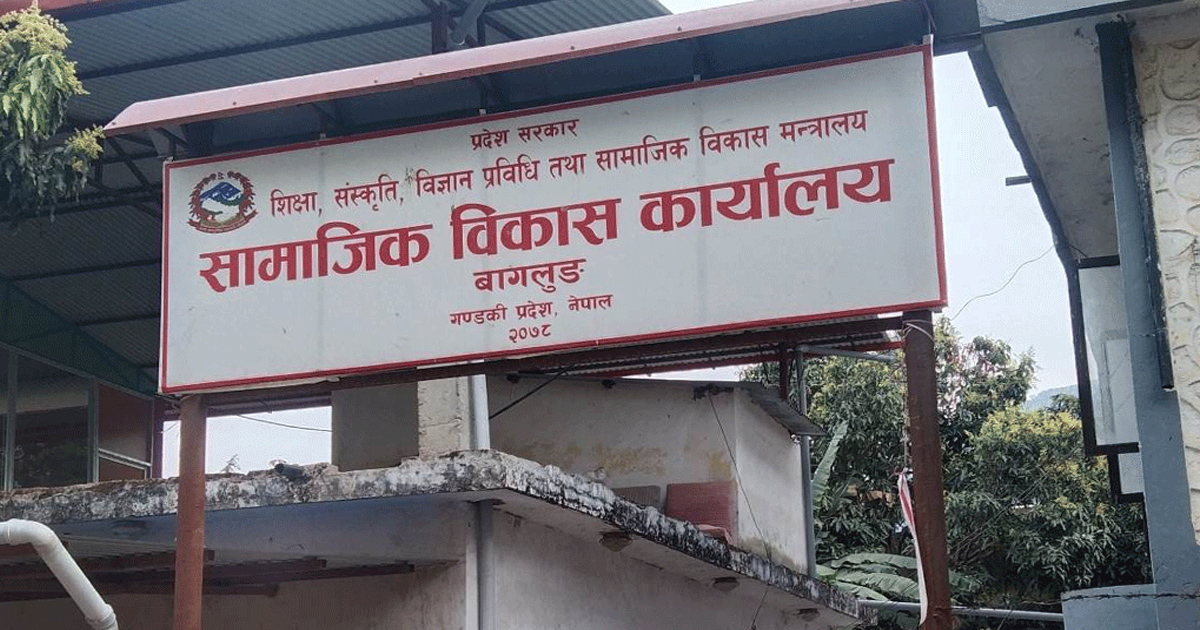 प्रदेश सरकार
शिक्षा, संस्कृति, विज्ञान प्रविधि तथा सामाजिक विकास मन्त्रालय
सामाजिक विकास कार्यालय
बागलुङ
गण्डकी प्रदेश, नेपाल
२०७८